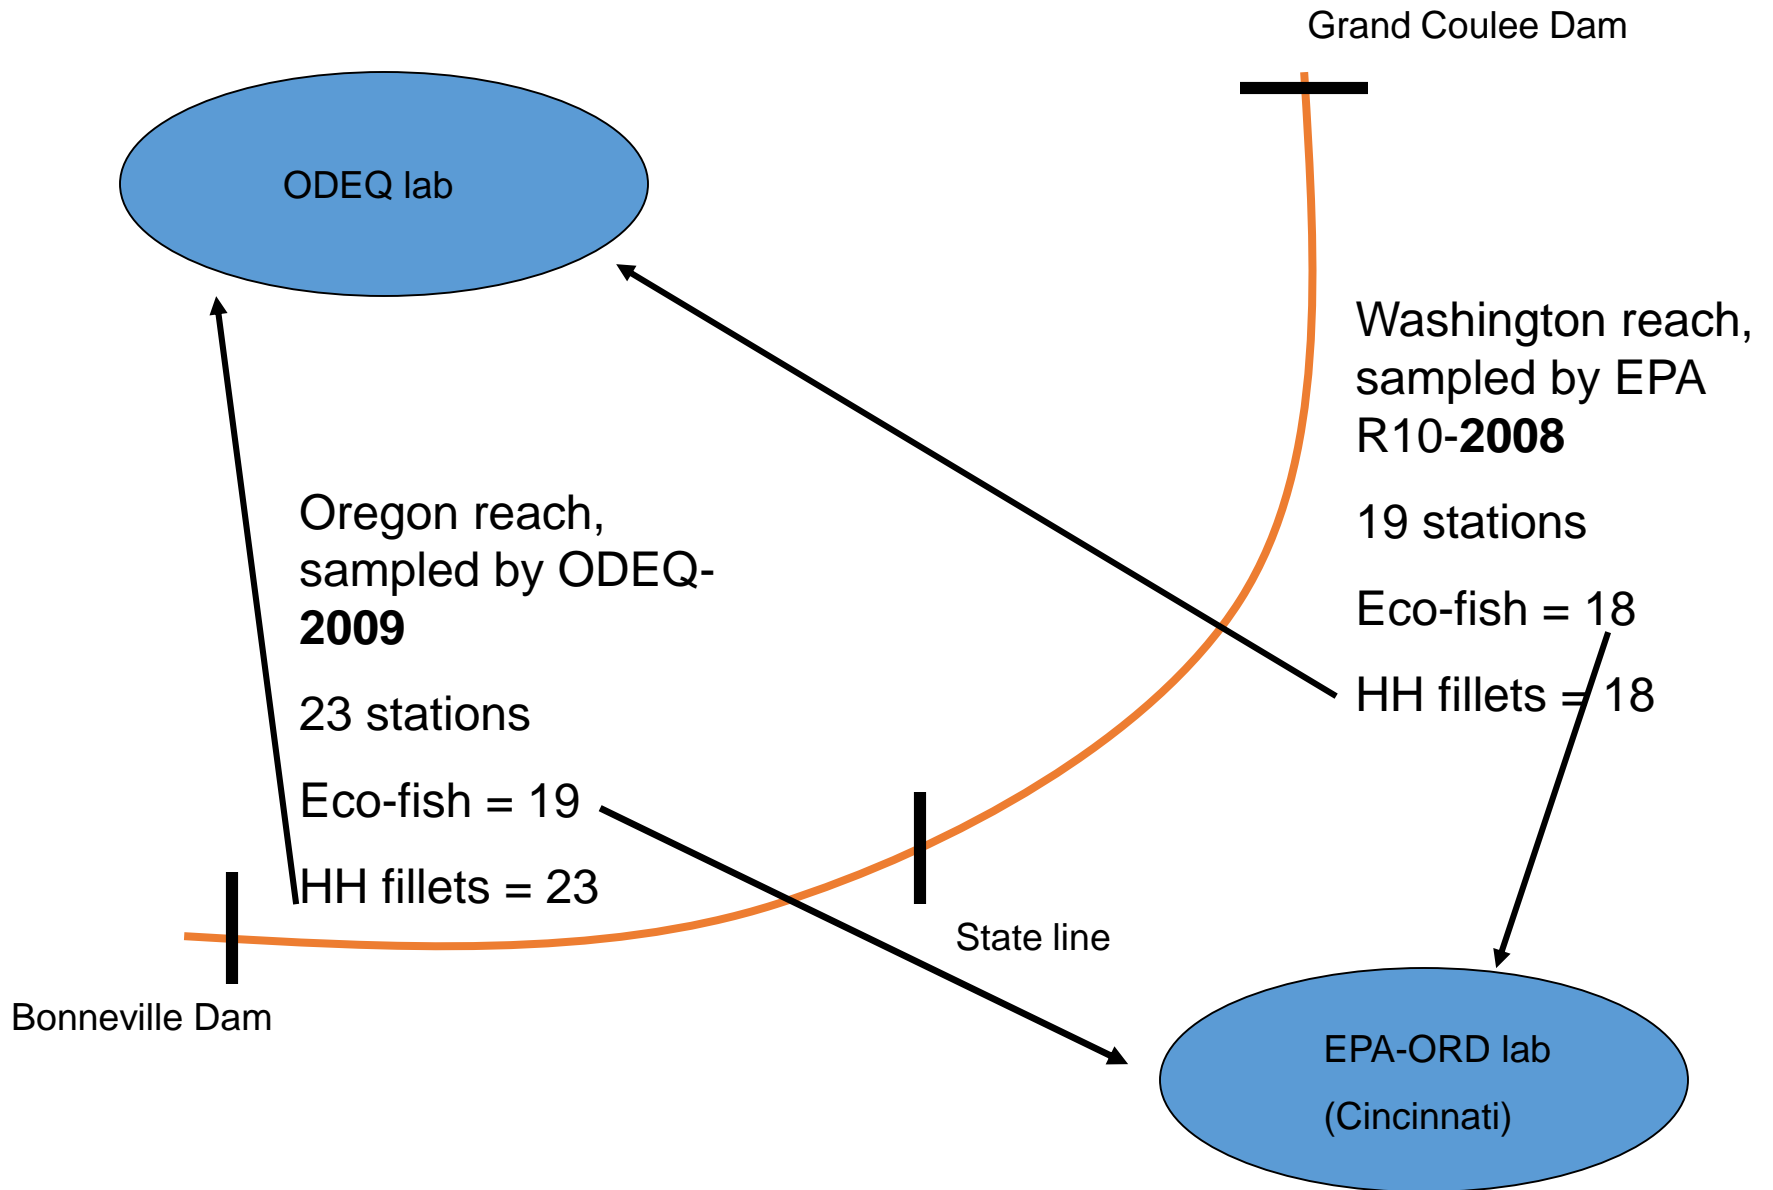 Grand Coulee Dam
ODEQ lab
Washington reach,
sampled by EPA
R10-2008
19 stations
Eco-fish = 18
HH fillets = 18
Oregon reach,
sampled by ODEQ-
2009
23 stations
Eco-fish = 19
HH fillets = 23
State line
Bonneville Dam
EPA-ORD lab
(Cincinnati)